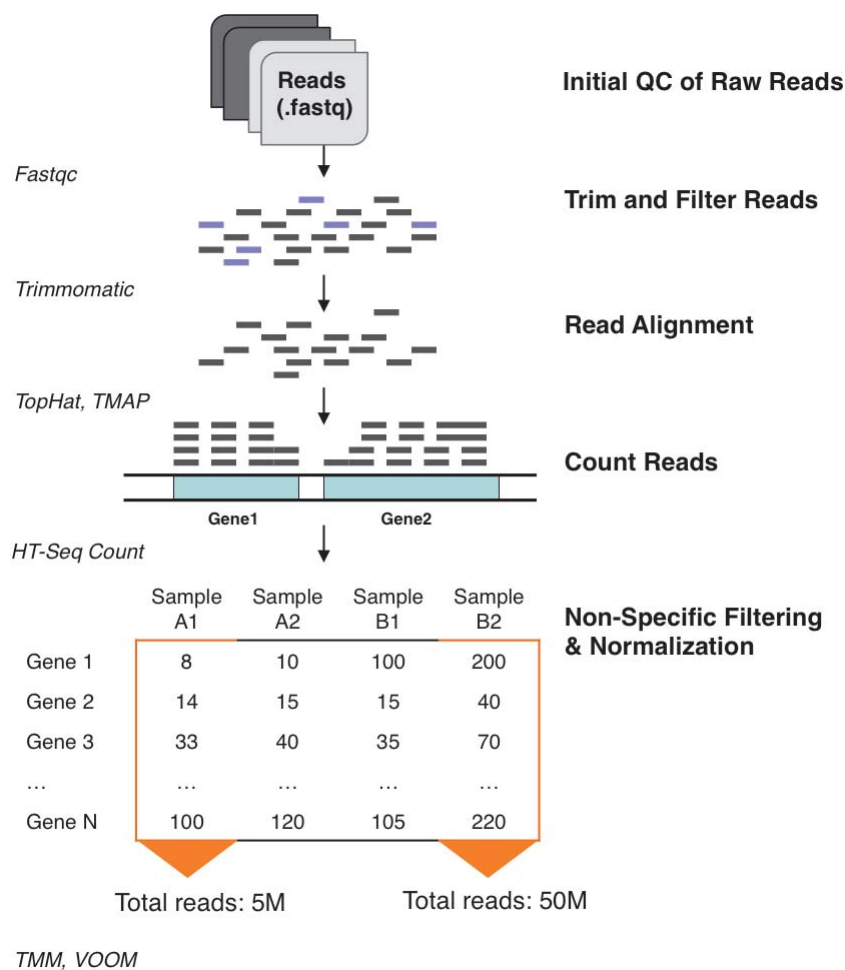 Reads
(.fastq)
Initial QC of Raw Reads
Fastqc
Trim and Filter Reads
Trimmomatic
Read Alignment
TopHat, TMAP
Count Reads
Gene1 Gene2
HT-Seq Count
Sample Sample Sample Sample
A1 A2 B1 B2
Non-Specific Filtering
& Normalization
Gene 1 8 10 100 200
Gene 2 14 15 15 40
Gene 3 33 40 35 70
... ... ... ... ...
Gene N 100 120 105 220
Total reads: 5M Total reads: 50M
TMM, VOOM